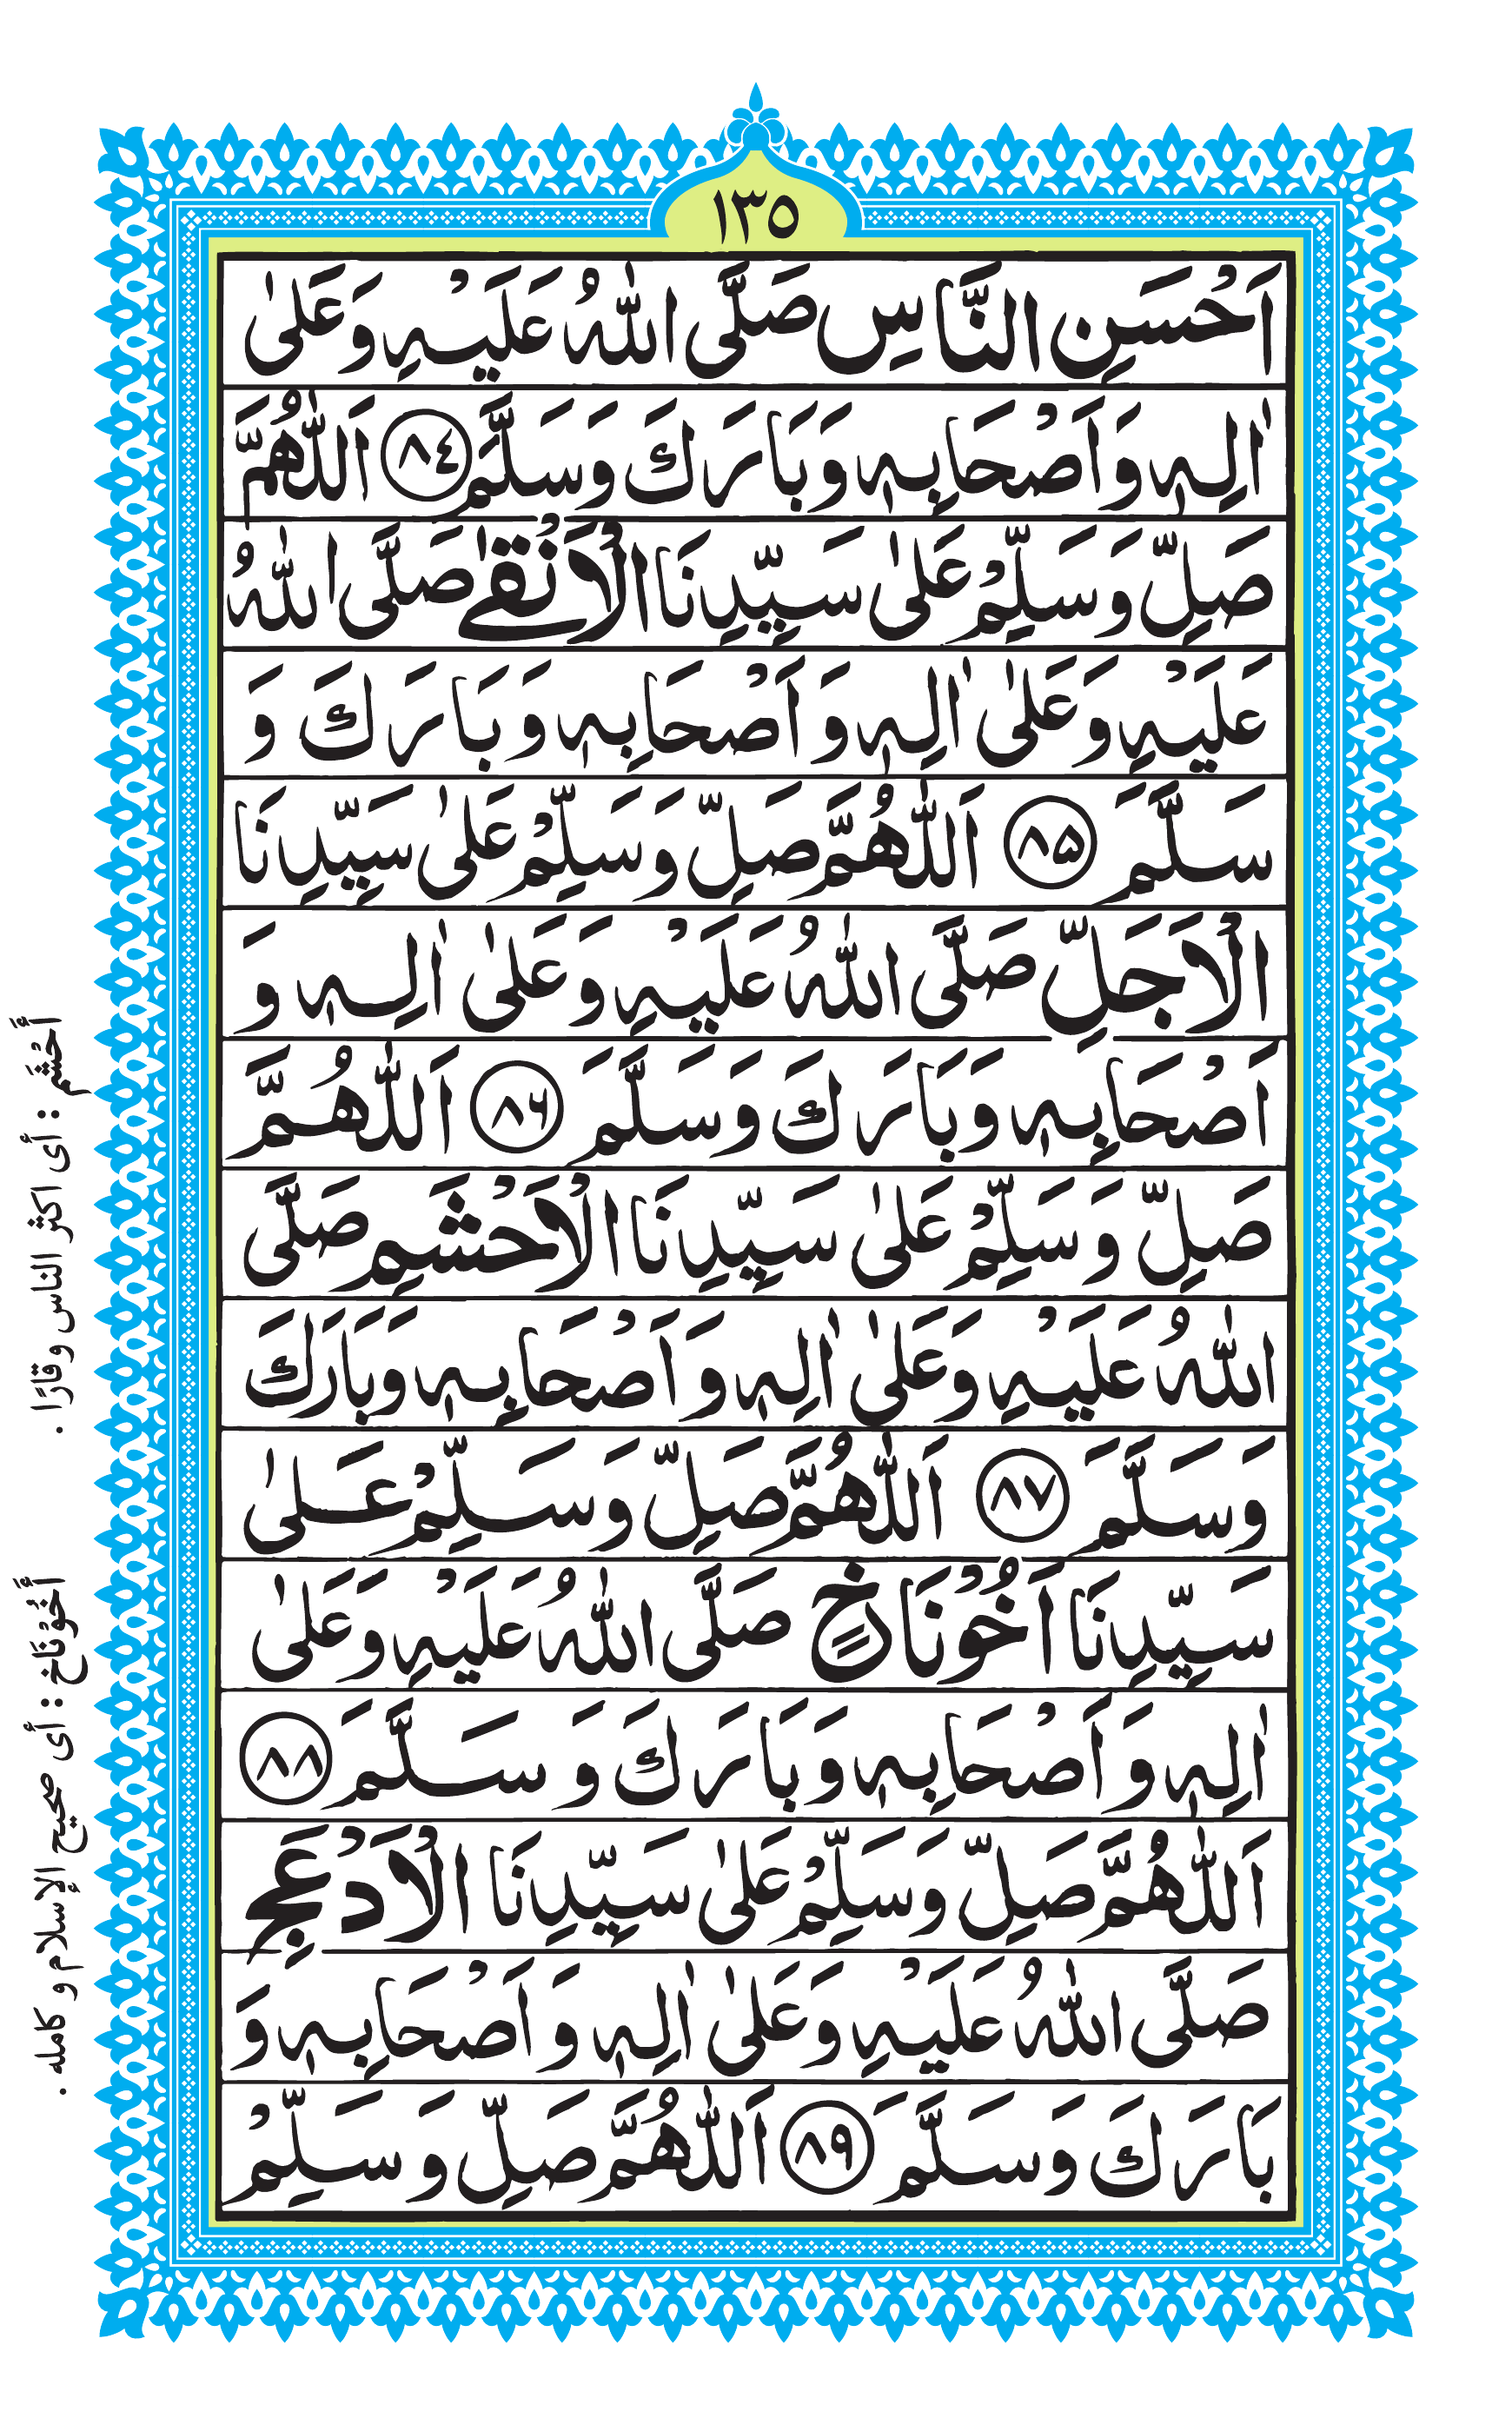 ١٣٥
اَحْسَنِ النَّاسِ صَلَّى اللّٰهُ عَلَيْهِ وَعَلٰى
اٰلِهٖ وَاَصْحَابِهٖ وَبَارَكَ وَسَلَّمَ ٨٤ اَللّٰهُمَّ
صَلِّ وَسَلِّمْ عَلٰى سَيِّدِنَا الْاَنْقٰى صَلَّى اللّٰهُ
عَلَيْهِ وَعَلٰى اٰلِهٖ وَاَصْحَابِهٖ وَبَارَكَ وَ
سَلَّمَ ٨٥ اَللّٰهُمَّ صَلِّ وَسَلِّمْ عَلٰى سَيِّدِنَا
الْاَجَلِّ صَلَّى اللّٰهُ عَلَيْهِ وَعَلٰى اٰلِهٖ وَ
اَصْحَابِهٖ وَبَارَكَ وَسَلَّمَ ٨٦ اَللّٰهُمَّ
صَلِّ وَسَلِّمْ عَلٰى سَيِّدِنَا الْاَحْشَمِ صَلَّى
اللّٰهُ عَلَيْهِ وَعَلٰى اٰلِهٖ وَاَصْحَابِهٖ وَبَارَكَ
وَسَلَّمَ ٨٧ اَللّٰهُمَّ صَلِّ وَسَلِّمْ عَلٰى
سَيِّدِنَا اَخُوْنَاخٍ صَلَّى اللّٰهُ عَلَيْهِ وَعَلٰى
اٰلِهٖ وَاَصْحَابِهٖ وَبَارَكَ وَسَلَّمَ ٨٨
اَللّٰهُمَّ صَلِّ وَسَلِّمْ عَلٰى سَيِّدِنَا الْاَدْعَجِ
صَلَّى اللّٰهُ عَلَيْهِ وَعَلٰى اٰلِهٖ وَاَصْحَابِهٖ وَ
بَارَكَ وَسَلَّمَ ٨٩ اَللّٰهُمَّ صَلِّ وَسَلِّمْ
أَحْشَم : أى اكثر الناس وقارًا .
أَخُوْنَاخ : أى صحيح الإسلام و كامله .